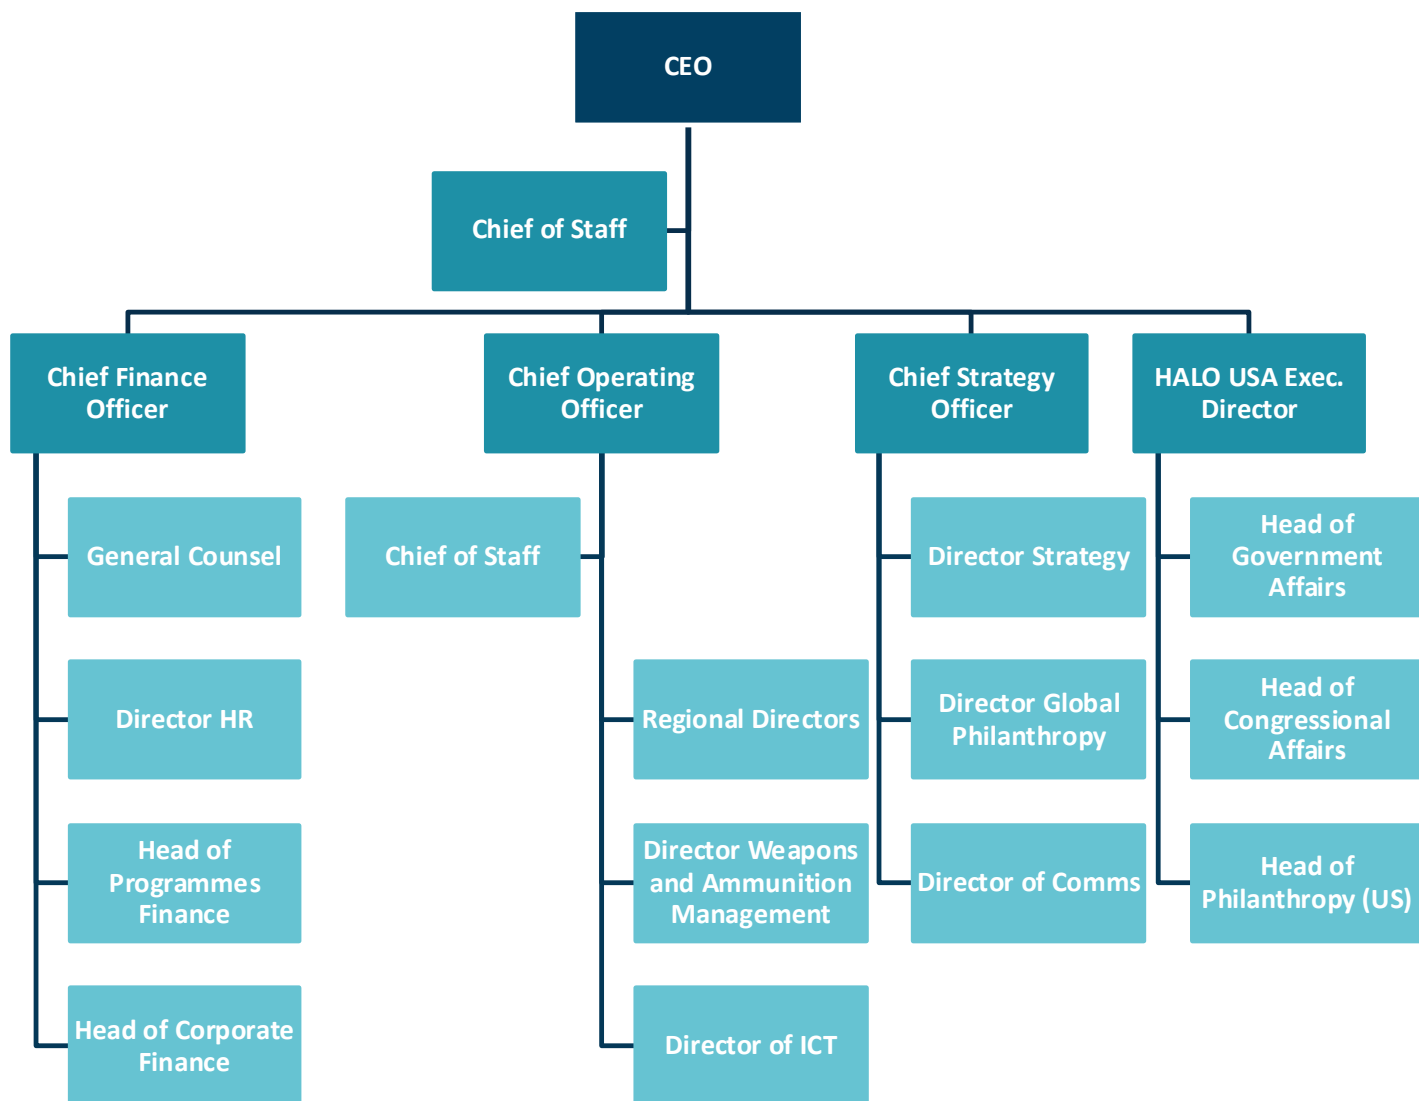 CEO
Chief of Staff
Chief Finance
Officer
Chief Operating
Officer
Chief Strategy
Officer
HALO USA Exec.
Director
General Counsel
Chief of Staff
Director Strategy
Head of
Government
Affairs
Director HR
Regional Directors
Director Global
Philanthropy
Head of
Congressional
Affairs
Head of
Programmes
Finance
Director Weapons
and Ammunition
Management
Director of Comms
Head of
Philanthropy (US)
Head of Corporate
Finance
Director of ICT